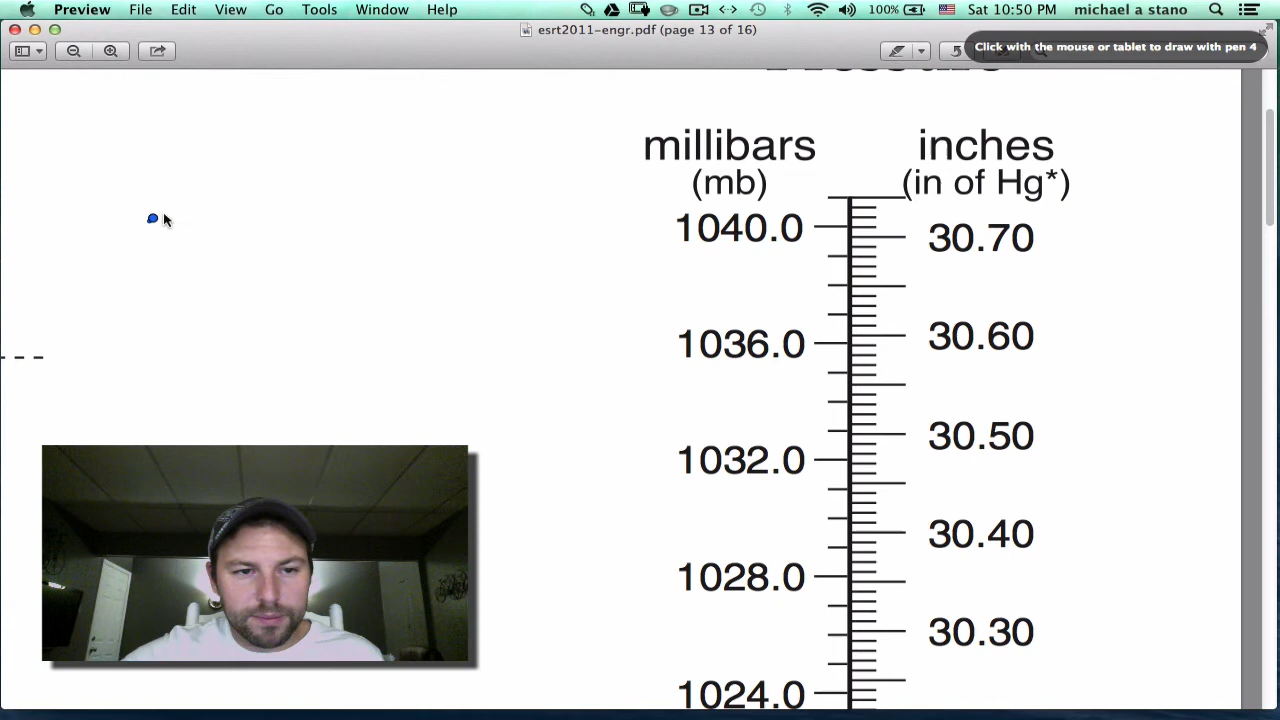 Preview File Edit View Go Tools Window Help 100% Sat 10:50 PM michael a stano
esrt2011-engr.pdf (page 13 of 16)
Click with the mouse or tablet to draw with pen 4
millibars inches
(mb) (in of Hg*)
1040.0 30.70
1036.0 30.60
1032.0 30.50
30.40
1028.0
30.30
1024.0